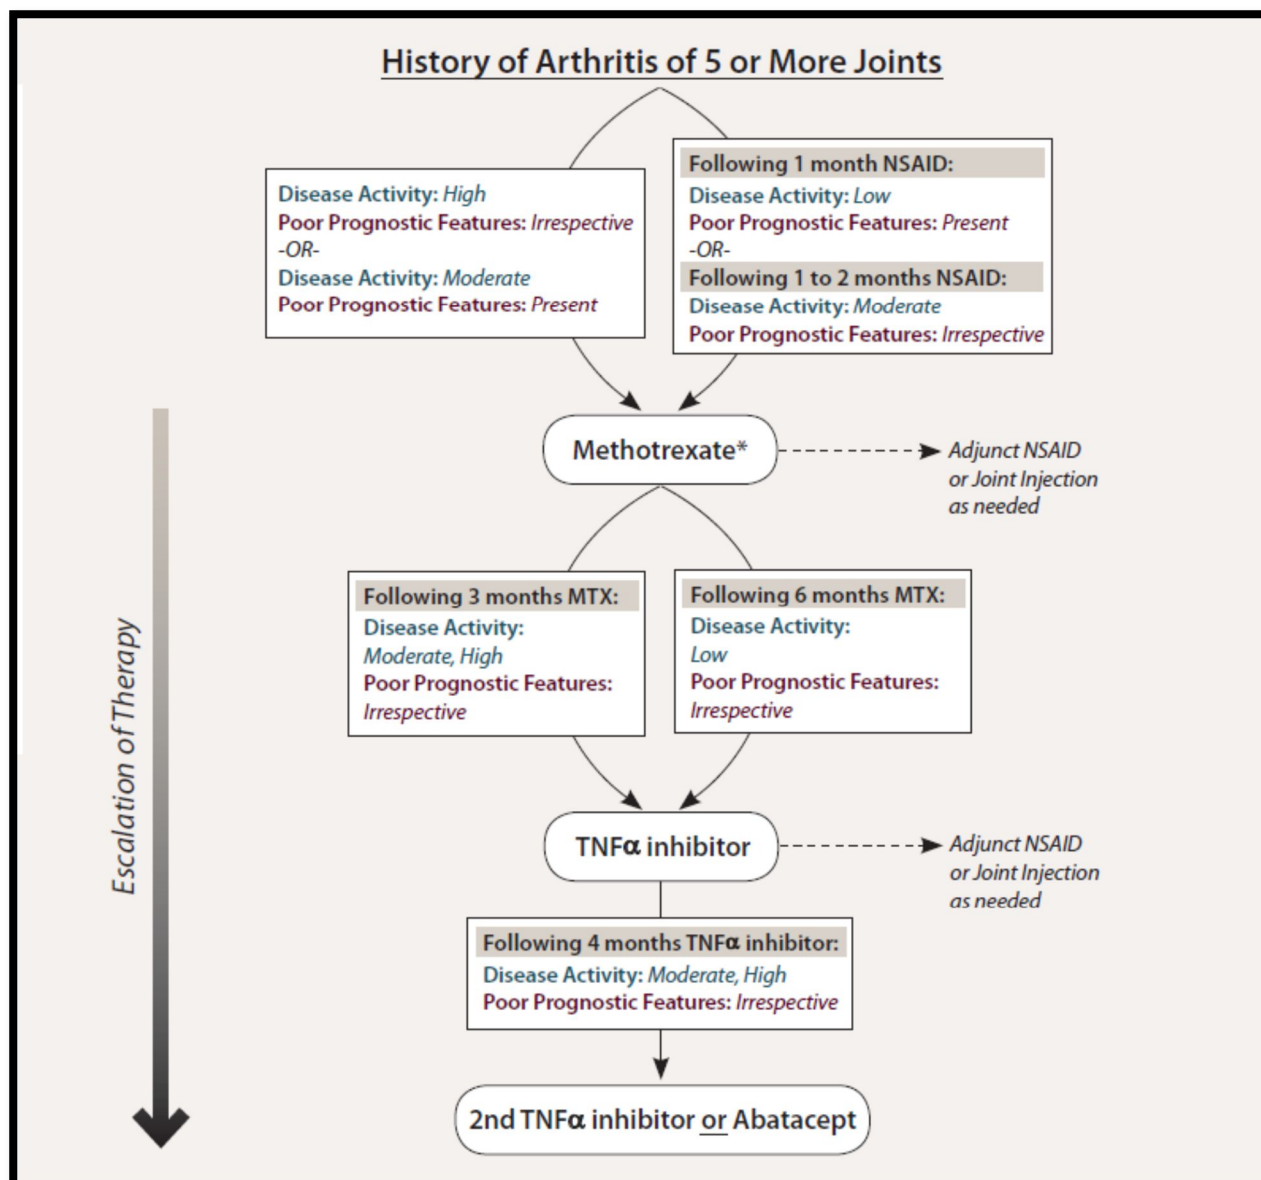 History of Arthritis of 5 or More Joints
Disease Activity: High
Poor Prognostic Features: Irrespective
-OR-
Disease Activity: Moderate
Poor Prognostic Features: Present
Following 1 month NSAID:
Disease Activity: Low
Poor Prognostic Features: Present
-OR-
Following 1 to 2 months NSAID:
Disease Activity: Moderate
Poor Prognostic Features: Irrespective
Methotrexate*
Adjunct NSAID
or Joint Injection
as needed
Following 3 months MTX:
Disease Activity:
Moderate, High
Poor Prognostic Features:
Irrespective
Following 6 months MTX:
Disease Activity:
Low
Poor Prognostic Features:
Irrespective
Escalation of Therapy
TNFα inhibitor
Adjunct NSAID
or Joint Injection
as needed
Following 4 months TNFα inhibitor:
Disease Activity: Moderate, High
Poor Prognostic Features: Irrespective
2nd TNFα inhibitor or Abatacept